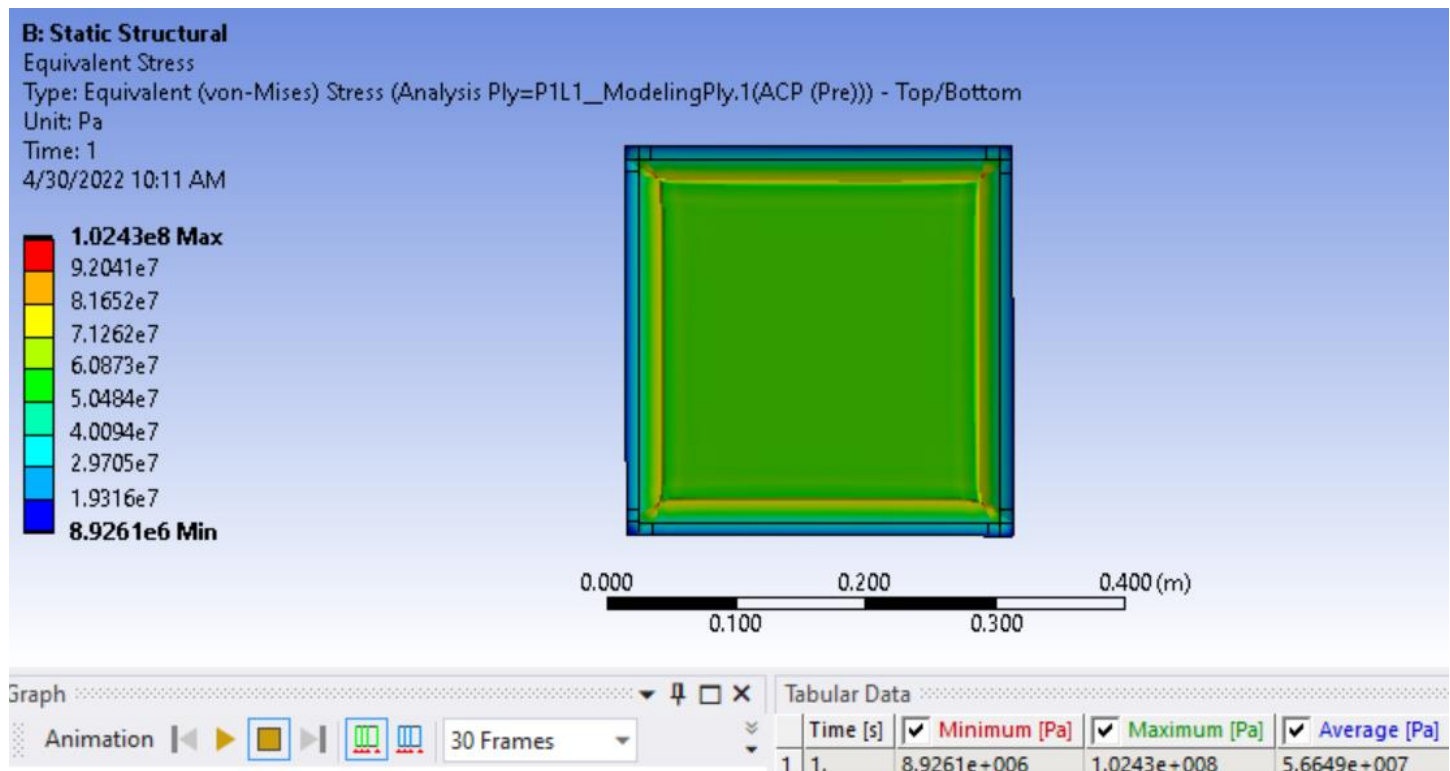 B: Static Structural
Equivalent Stress
Type: Equivalent (von-Mises) Stress (Analysis Ply=P1L1__ModelingPly.1(ACP (Pre))) - Top/Bottom
Unit: Pa
Time: 1
4/30/2022 10:11 AM
1.0243e8 Max
9.2041e7
8.1652e7
7.1262e7
6.0873e7
5.0484e7
4.0094e7
2.9705e7
1.9316e7
8.9261e6 Min
0.000 0.200 0.400 (m)
0.100 0.300
Graph Tabular Data
Animation 30 Frames Time [s] Minimum [Pa] Maximum [Pa] Average [Pa]
1 1. 8.9261e+006 1.0243e+008 5.6649e+007